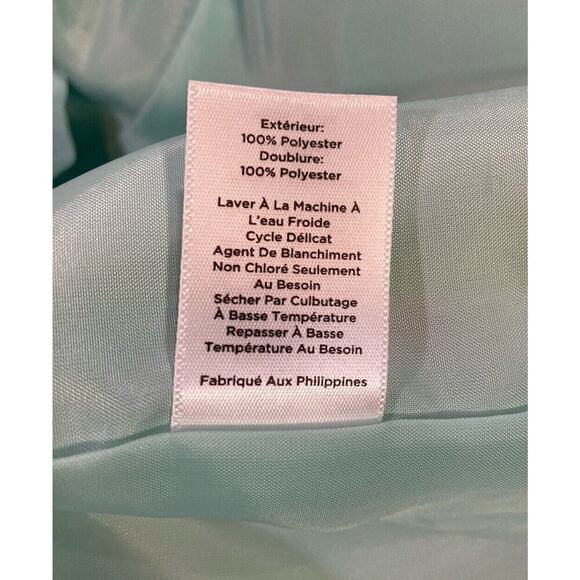 Extérieur:
100% Polyester
Doublure:
100% Polyester
Laver À La Machine À
L'eau Froide
Cycle Délicat
Agent De Blanchiment
Non Chloré Seulement
Au Besoin
Sécher Par Culbutage
À Basse Température
Repasser À Basse
Température Au Besoin
Fabriqué Aux Philippines